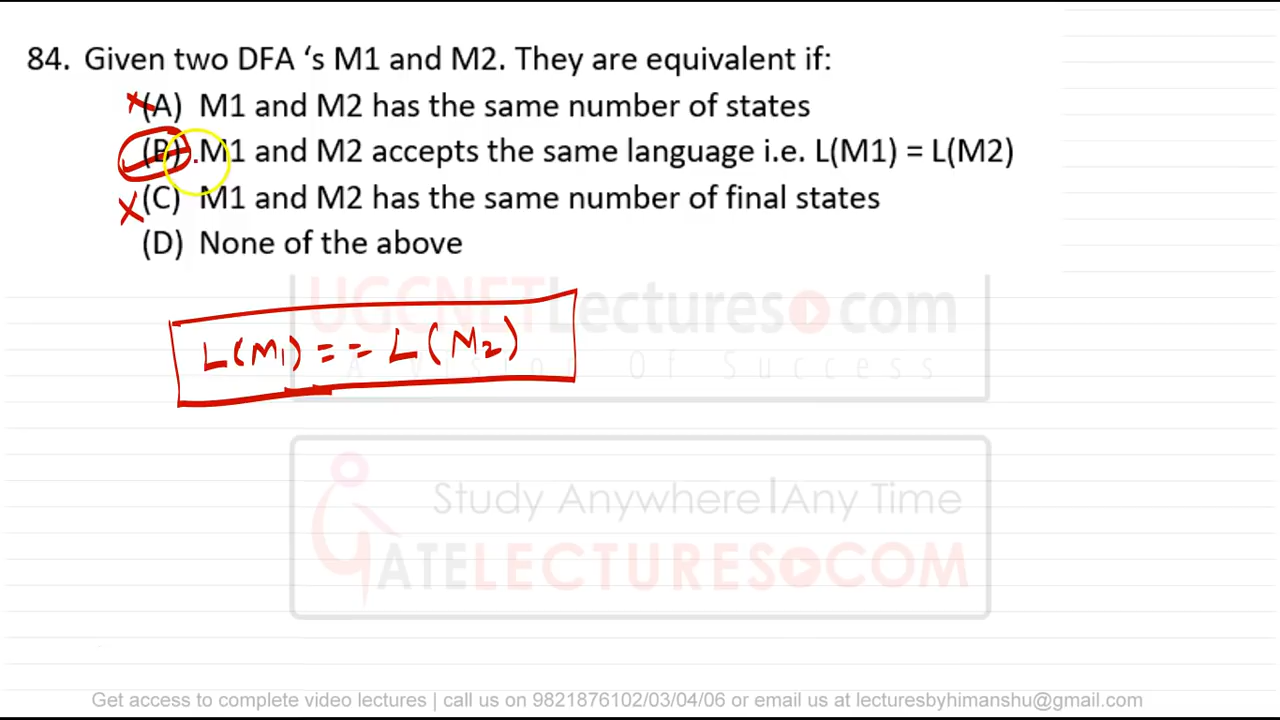 84. Given two DFA ‘s M1 and M2. They are equivalent if:
(A) M1 and M2 has the same number of states
(B) M1 and M2 accepts the same language i.e. L(M1) = L(M2)
(C) M1 and M2 has the same number of final states
(D) None of the above
UGCNETLectures.com
A Vision Of Success
L(M1) == L(M2)
Study Anywhere|Any Time
GATELECTURES.COM
Get access to complete video lectures | call us on 9821876102/03/04/06 or email us at lecturesbyhimanshu@gmail.com